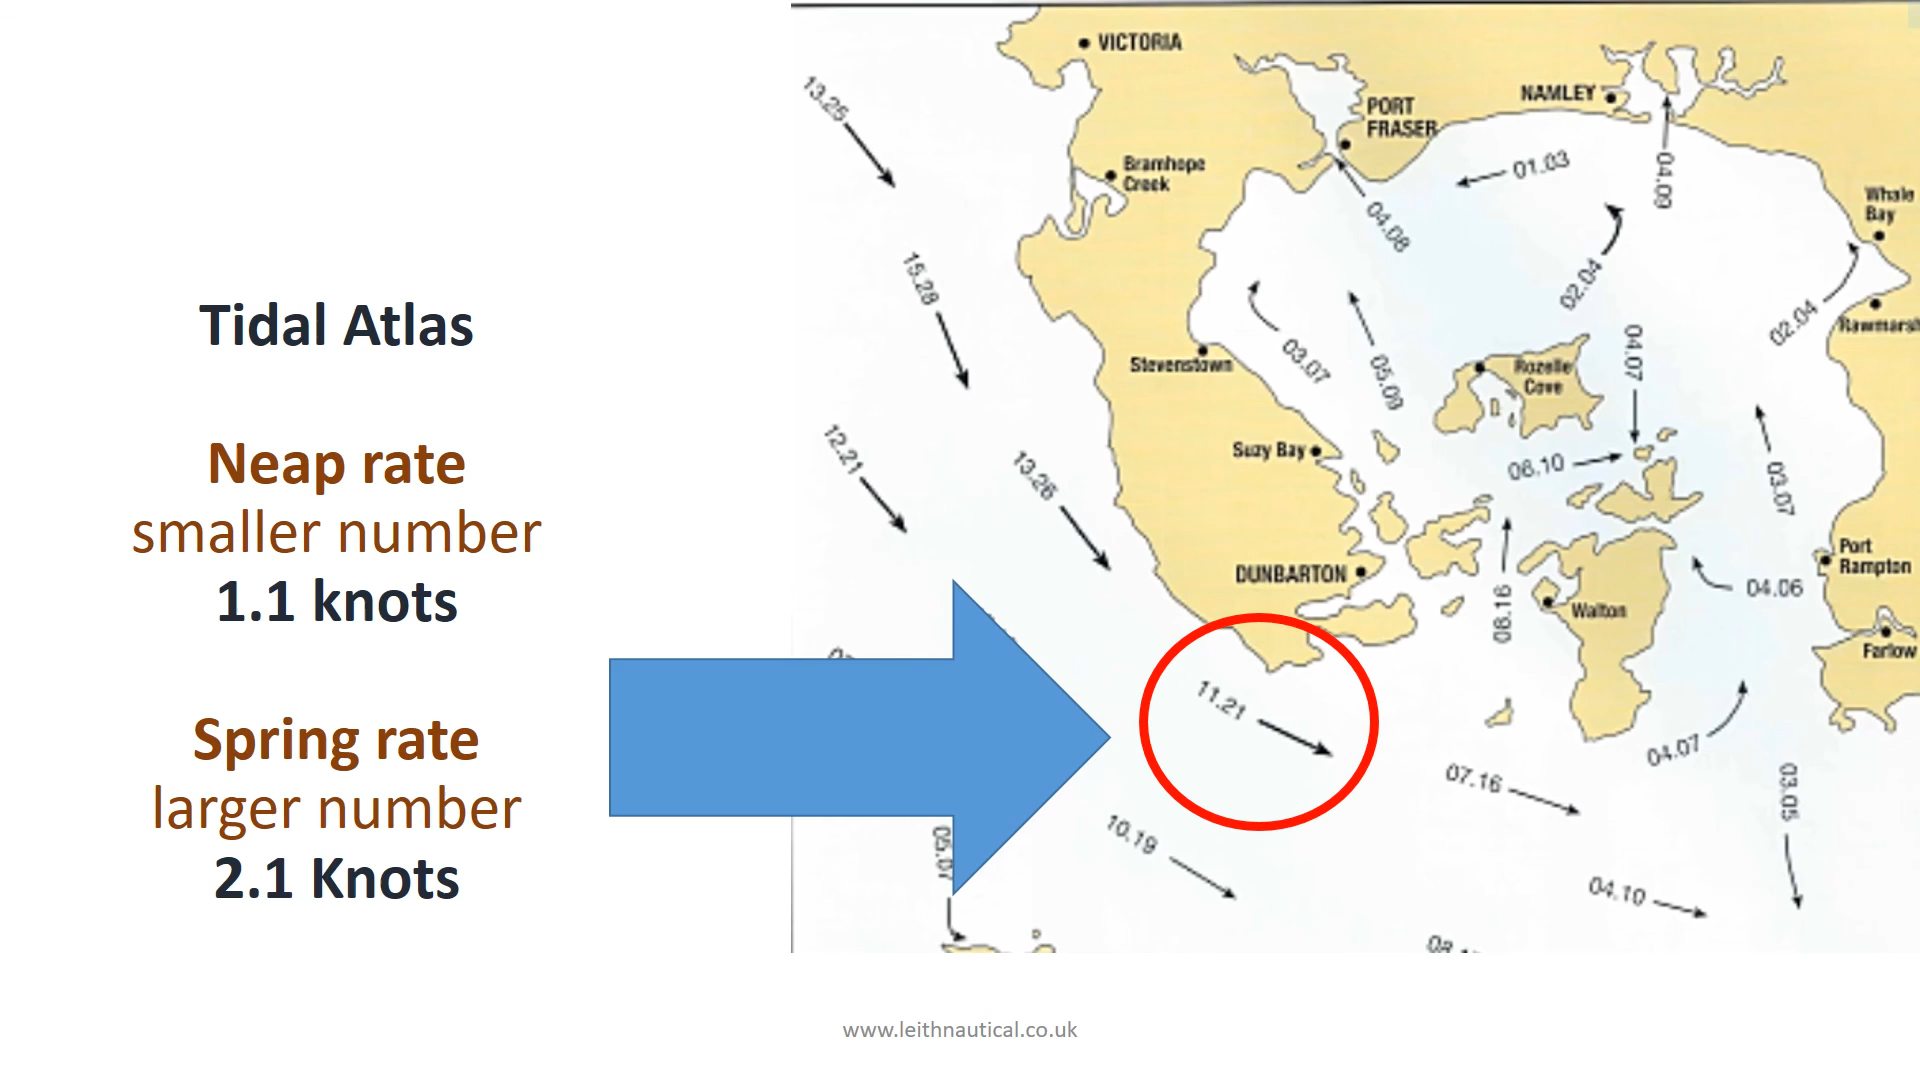 Tidal Atlas
Neap rate
smaller number
1.1 knots
Spring rate
larger number
2.1 Knots
VICTORIA
13.25
Bramhope
Creek
PORT
FRASER
NAMLEY
01.03
04.09
04.08
Whale
Bay
02.04
02.04
Rawmarsh
15.28
03.07
05.09
Stevenstown
Rozelle
Cove
04.07
12.21
13.26
Suzy Bay
06.10
03.07
DUNBARTON
08.16
Walton
Port
Rampton
04.06
Farlow
11.21
07.16
04.07
03.05
10.19
05.07
04.10
www.leithnautical.co.uk